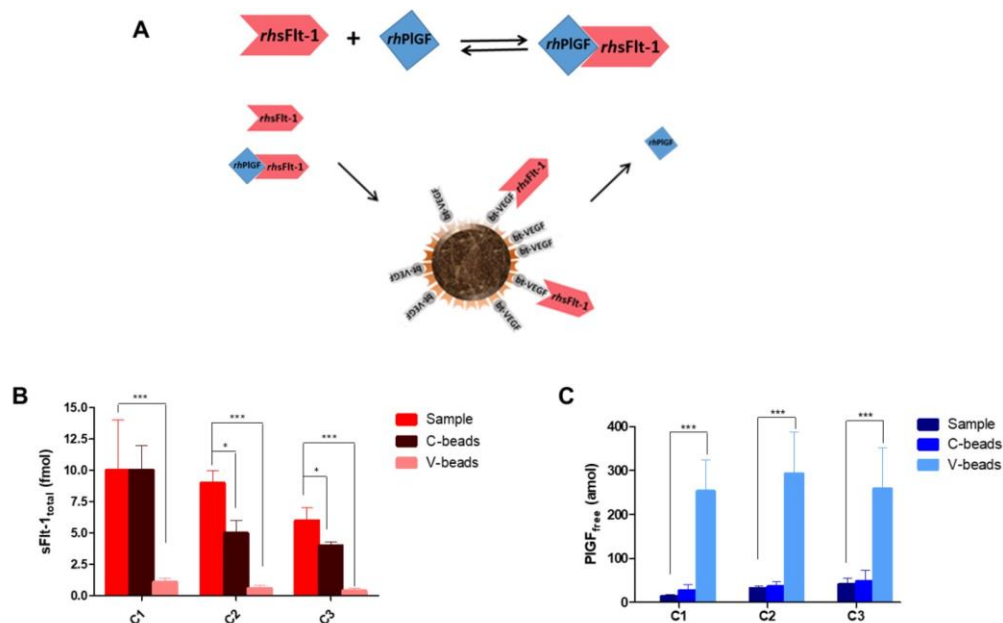 A
rhsFlt-1 + rhPlGF rhPlGF rhsFlt-1
rhsFlt-1
rhPlGF rhsFlt-1
rhPlGF
bt-VEGF
bt-VEGF rhsFlt-1
bt-VEGF
bt-VEGF
bt-VEGF
bt-VEGF rhsFlt-1
bt-VEGF
bt-VEGF
bt-VEGF
B
sFlt-1total (fmol)
15.0
12.5
10.0
7.5
5.0
2.5
0.0
***
***
*
***
*
C1 C2 C3
Sample
C-beads
V-beads
C
PlGFfree (amol)
400
300
200
100
0
***
***
***
C1 C2 C3
Sample
C-beads
V-beads